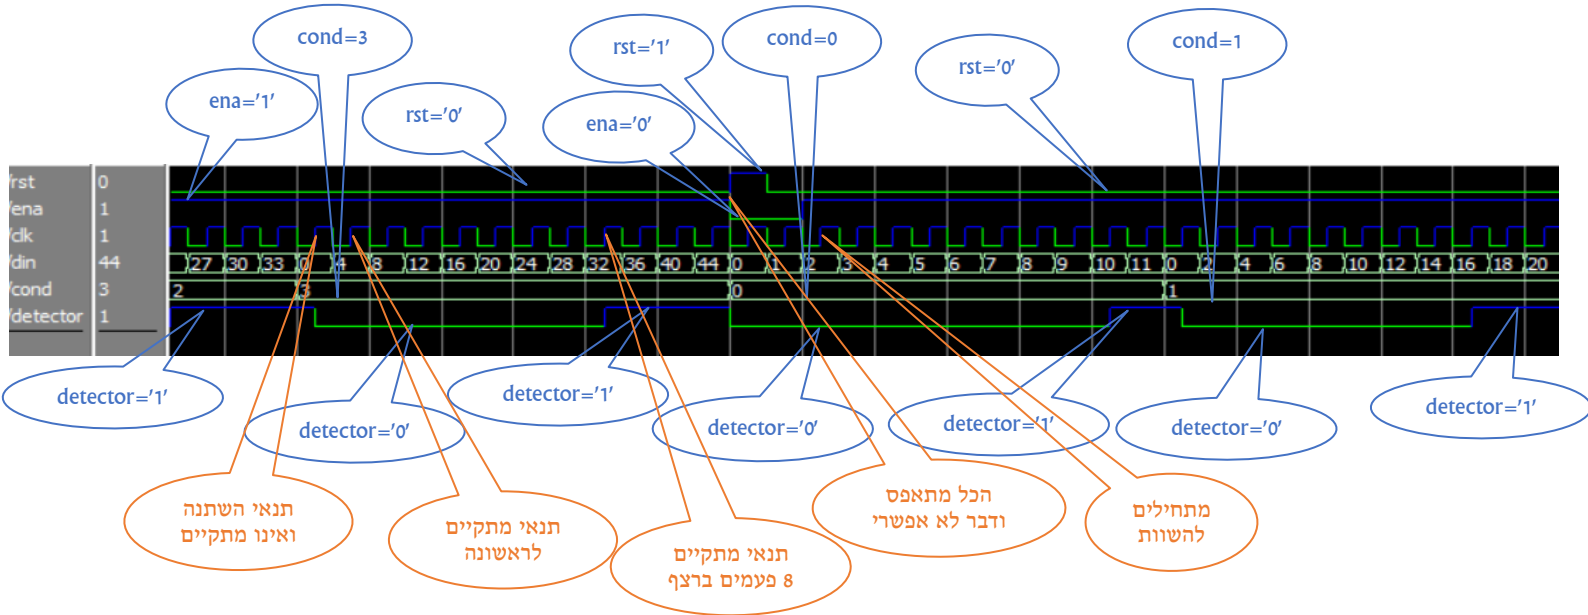 cond=3
rst='1'
cond=0
cond=1
rst='0'
ena='1'
rst='0'
ena='0'
/rst 0
/ena 1
/clk 1
/din 44 27 30 33 0 4 8 12 16 20 24 28 32 36 40 44 0 1 2 3 4 5 6 7 8 9 10 11 0 2 4 6 8 10 12 14 16 18 20
/cond 3 2 3 0 1
/detector 1
detector='1'
detector='0'
detector='1'
detector='0'
detector='1'
detector='0'
detector='1'
תנאי השתנה
ואינו מתקיים
תנאי מתקיים
לראשונה
תנאי מתקיים
8 פעמים ברצף
הכל מתאפס
ודבר לא אפשרי
מתחילים
להשוות